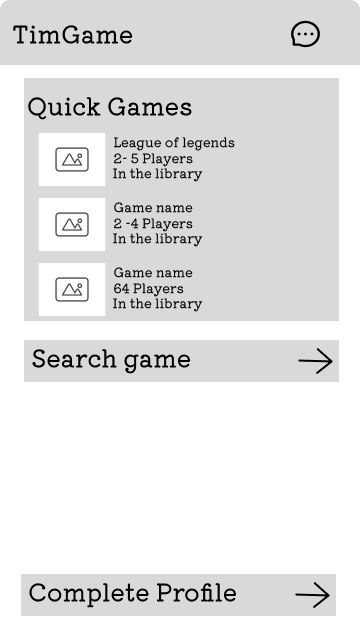 TimGame
Quick Games
League of legends
2- 5 Players
In the library
Game name
2 -4 Players
In the library
Game name
64 Players
In the library
Search game
Complete Profile